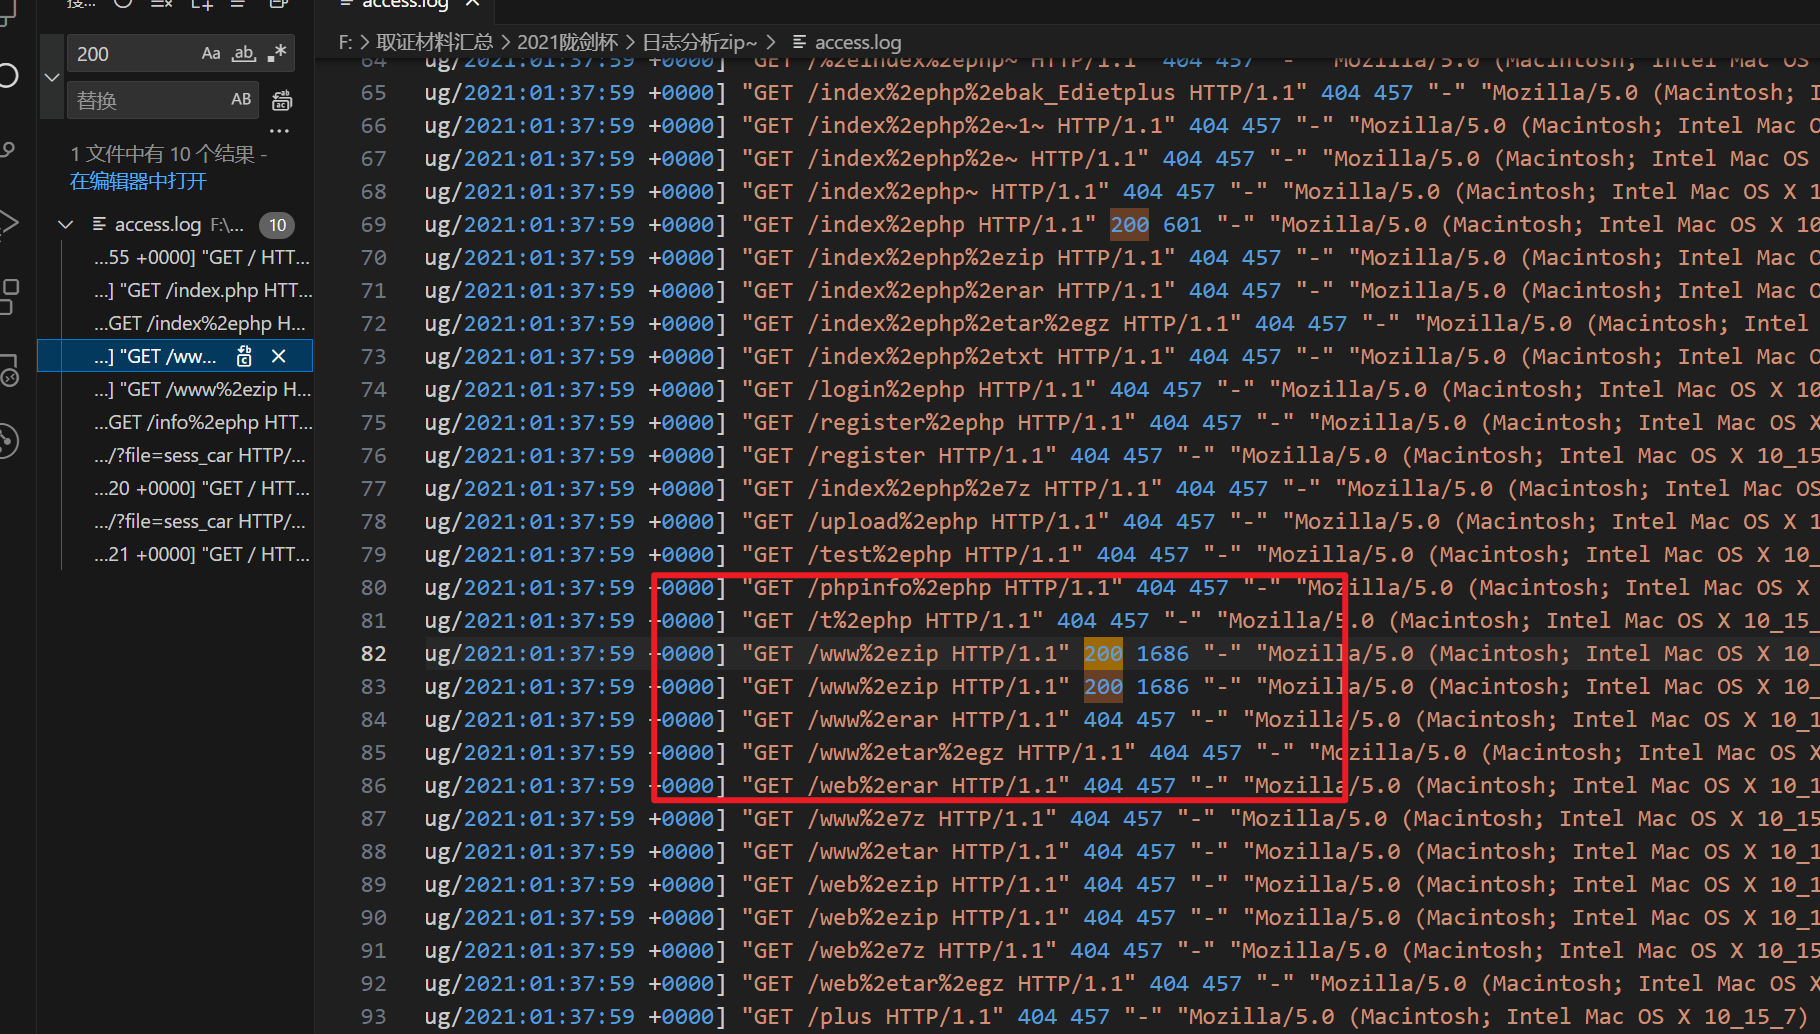 搜...
access.log
200
Aa ab
替换
AB
1 文件中有 10 个结果 -
在编辑器中打开
access.log F:\... 10
...55 +0000] "GET / HTT...
...] "GET /index.php HTT...
...GET /index%2ephp H...
...] "GET /ww...
...] "GET /www%2ezip H...
...GET /info%2ephp HTT...
.../?file=sess_car HTTP/...
...20 +0000] "GET / HTT...
.../?file=sess_car HTTP/...
...21 +0000] "GET / HTT...
F: > 取证材料汇总 > 2021陇剑杯 > 日志分析zip~ > access.log
64 ug/2021:01:37:59 +0000] "GET /%2eindex%2ephp~ HTTP/1.1" 404 457 "-" "Mozilla/5.0 (Macintosh; Intel Mac OS
65 ug/2021:01:37:59 +0000] "GET /index%2ephp%2ebak_Edietplus HTTP/1.1" 404 457 "-" "Mozilla/5.0 (Macintosh; I
66 ug/2021:01:37:59 +0000] "GET /index%2ephp%2e~1~ HTTP/1.1" 404 457 "-" "Mozilla/5.0 (Macintosh; Intel Mac O
67 ug/2021:01:37:59 +0000] "GET /index%2ephp%2e~ HTTP/1.1" 404 457 "-" "Mozilla/5.0 (Macintosh; Intel Mac OS
68 ug/2021:01:37:59 +0000] "GET /index%2ephp~ HTTP/1.1" 404 457 "-" "Mozilla/5.0 (Macintosh; Intel Mac OS X 1
69 ug/2021:01:37:59 +0000] "GET /index%2ephp HTTP/1.1" 200 601 "-" "Mozilla/5.0 (Macintosh; Intel Mac OS X 10
70 ug/2021:01:37:59 +0000] "GET /index%2ephp%2ezip HTTP/1.1" 404 457 "-" "Mozilla/5.0 (Macintosh; Intel Mac O
71 ug/2021:01:37:59 +0000] "GET /index%2ephp%2erar HTTP/1.1" 404 457 "-" "Mozilla/5.0 (Macintosh; Intel Mac O
72 ug/2021:01:37:59 +0000] "GET /index%2ephp%2etar%2egz HTTP/1.1" 404 457 "-" "Mozilla/5.0 (Macintosh; Intel
73 ug/2021:01:37:59 +0000] "GET /index%2ephp%2etxt HTTP/1.1" 404 457 "-" "Mozilla/5.0 (Macintosh; Intel Mac O
74 ug/2021:01:37:59 +0000] "GET /login%2ephp HTTP/1.1" 404 457 "-" "Mozilla/5.0 (Macintosh; Intel Mac OS X 10
75 ug/2021:01:37:59 +0000] "GET /register%2ephp HTTP/1.1" 404 457 "-" "Mozilla/5.0 (Macintosh; Intel Mac OS X
76 ug/2021:01:37:59 +0000] "GET /register HTTP/1.1" 404 457 "-" "Mozilla/5.0 (Macintosh; Intel Mac OS X 10_15
77 ug/2021:01:37:59 +0000] "GET /index%2ephp%2e7z HTTP/1.1" 404 457 "-" "Mozilla/5.0 (Macintosh; Intel Mac OS
78 ug/2021:01:37:59 +0000] "GET /upload%2ephp HTTP/1.1" 404 457 "-" "Mozilla/5.0 (Macintosh; Intel Mac OS X 1
79 ug/2021:01:37:59 +0000] "GET /test%2ephp HTTP/1.1" 404 457 "-" "Mozilla/5.0 (Macintosh; Intel Mac OS X 10_
80 ug/2021:01:37:59 +0000] "GET /phpinfo%2ephp HTTP/1.1" 404 457 "-" "Mozilla/5.0 (Macintosh; Intel Mac OS X
81 ug/2021:01:37:59 +0000] "GET /t%2ephp HTTP/1.1" 404 457 "-" "Mozilla/5.0 (Macintosh; Intel Mac OS X 10_15_
82 ug/2021:01:37:59 +0000] "GET /www%2ezip HTTP/1.1" 200 1686 "-" "Mozilla/5.0 (Macintosh; Intel Mac OS X 10_
83 ug/2021:01:37:59 +0000] "GET /www%2ezip HTTP/1.1" 200 1686 "-" "Mozilla/5.0 (Macintosh; Intel Mac OS X 10_
84 ug/2021:01:37:59 +0000] "GET /www%2erar HTTP/1.1" 404 457 "-" "Mozilla/5.0 (Macintosh; Intel Mac OS X 10_1
85 ug/2021:01:37:59 +0000] "GET /www%2etar%2egz HTTP/1.1" 404 457 "-" "Mozilla/5.0 (Macintosh; Intel Mac OS X
86 ug/2021:01:37:59 +0000] "GET /web%2erar HTTP/1.1" 404 457 "-" "Mozilla/5.0 (Macintosh; Intel Mac OS X 10_1
87 ug/2021:01:37:59 +0000] "GET /www%2e7z HTTP/1.1" 404 457 "-" "Mozilla/5.0 (Macintosh; Intel Mac OS X 10_15
88 ug/2021:01:37:59 +0000] "GET /www%2etar HTTP/1.1" 404 457 "-" "Mozilla/5.0 (Macintosh; Intel Mac OS X 10_1
89 ug/2021:01:37:59 +0000] "GET /web%2ezip HTTP/1.1" 404 457 "-" "Mozilla/5.0 (Macintosh; Intel Mac OS X 10_1
90 ug/2021:01:37:59 +0000] "GET /web%2ezip HTTP/1.1" 404 457 "-" "Mozilla/5.0 (Macintosh; Intel Mac OS X 10_1
91 ug/2021:01:37:59 +0000] "GET /web%2e7z HTTP/1.1" 404 457 "-" "Mozilla/5.0 (Macintosh; Intel Mac OS X 10_15
92 ug/2021:01:37:59 +0000] "GET /web%2etar%2egz HTTP/1.1" 404 457 "-" "Mozilla/5.0 (Macintosh; Intel Mac OS X
93 ug/2021:01:37:59 +0000] "GET /plus HTTP/1.1" 404 457 "-" "Mozilla/5.0 (Macintosh; Intel Mac OS X 10_15_7)